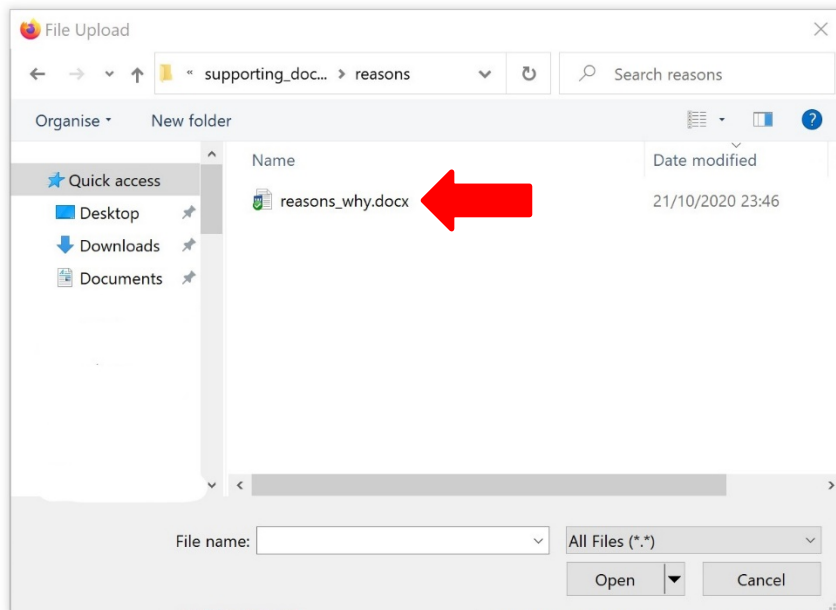 File Upload
« supporting_doc... > reasons
Search reasons
Organise
New folder
Name
Date modified
Quick access
Desktop
Downloads
Documents
reasons_why.docx
21/10/2020 23:46
File name:
All Files (*.*)
Open
Cancel